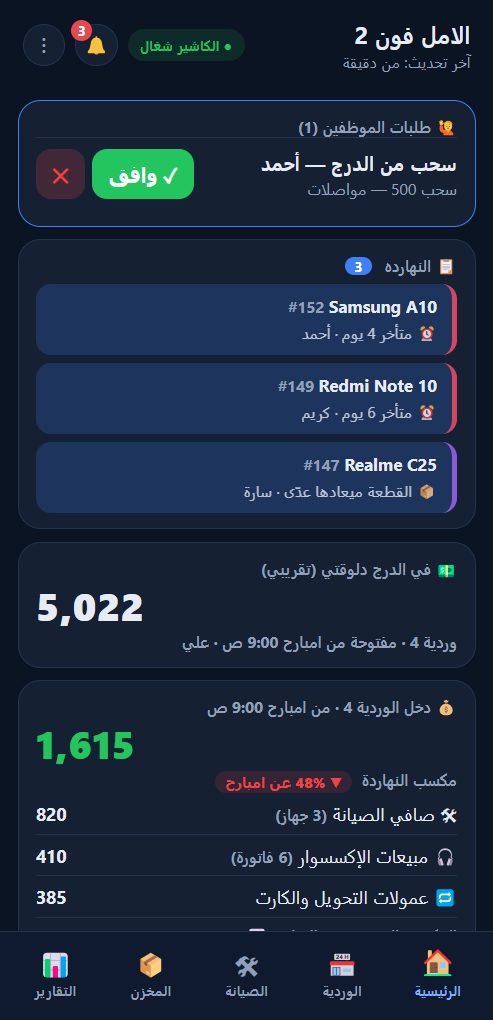 الامل فون 2
آخر تحديث: من دقيقة
● الكاشير شغال
3
🙋 طلبات الموظفين (1)
سحب من الدرج — أحمد
سحب 500 — مواصلات
✓ وافق
✕
📋 النهارده 3
Samsung A10 #152
⏰ متأخر 4 يوم · أحمد
Redmi Note 10 #149
⏰ متأخر 6 يوم · كريم
Realme C25 #147
📦 القطعة ميعادها عدّى · سارة
💵 في الدرج دلوقتي (تقريبي)
5,022
وردية 4 · مفتوحة من امبارح 9:00 ص · علي
💰 دخل الوردية 4 · من امبارح 9:00 ص
1,615
مكسب النهاردة ▼ 48% عن امبارح
🛠 صافي الصيانة (3 جهاز) 820
🎧 مبيعات الإكسسوار (6 فاتورة) 410
🔁 عمولات التحويل والكارت 385
الرئيسية
الوردية
الصيانة
المخزن
التقارير